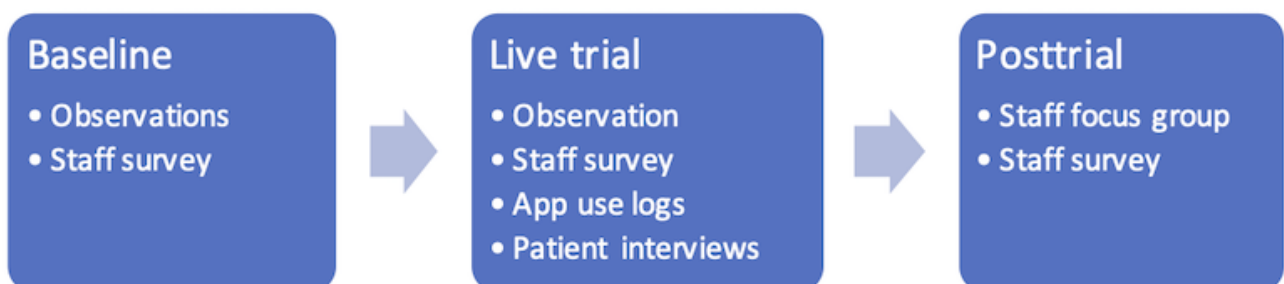 Baseline
• Observations
• Staff survey
Live trial
• Observation
• Staff survey
• App use logs
• Patient interviews
Posttrial
• Staff focus group
• Staff survey